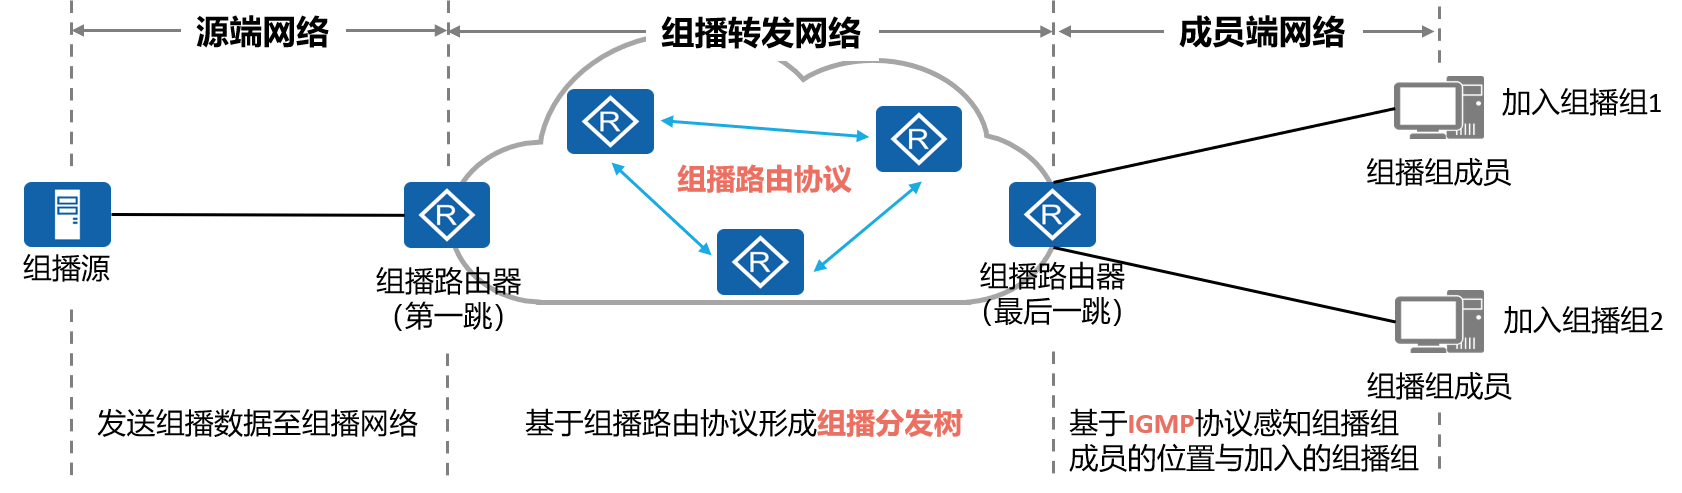 源端网络
组播转发网络
成员端网络
R
R
R
R
R
组播路由协议
加入组播组1
组播组成员
组播源
组播路由器
（第一跳）
组播路由器
（最后一跳）
加入组播组2
组播组成员
发送组播数据至组播网络
基于组播路由协议形成组播分发树
基于IGMP协议感知组播组
成员的位置与加入的组播组